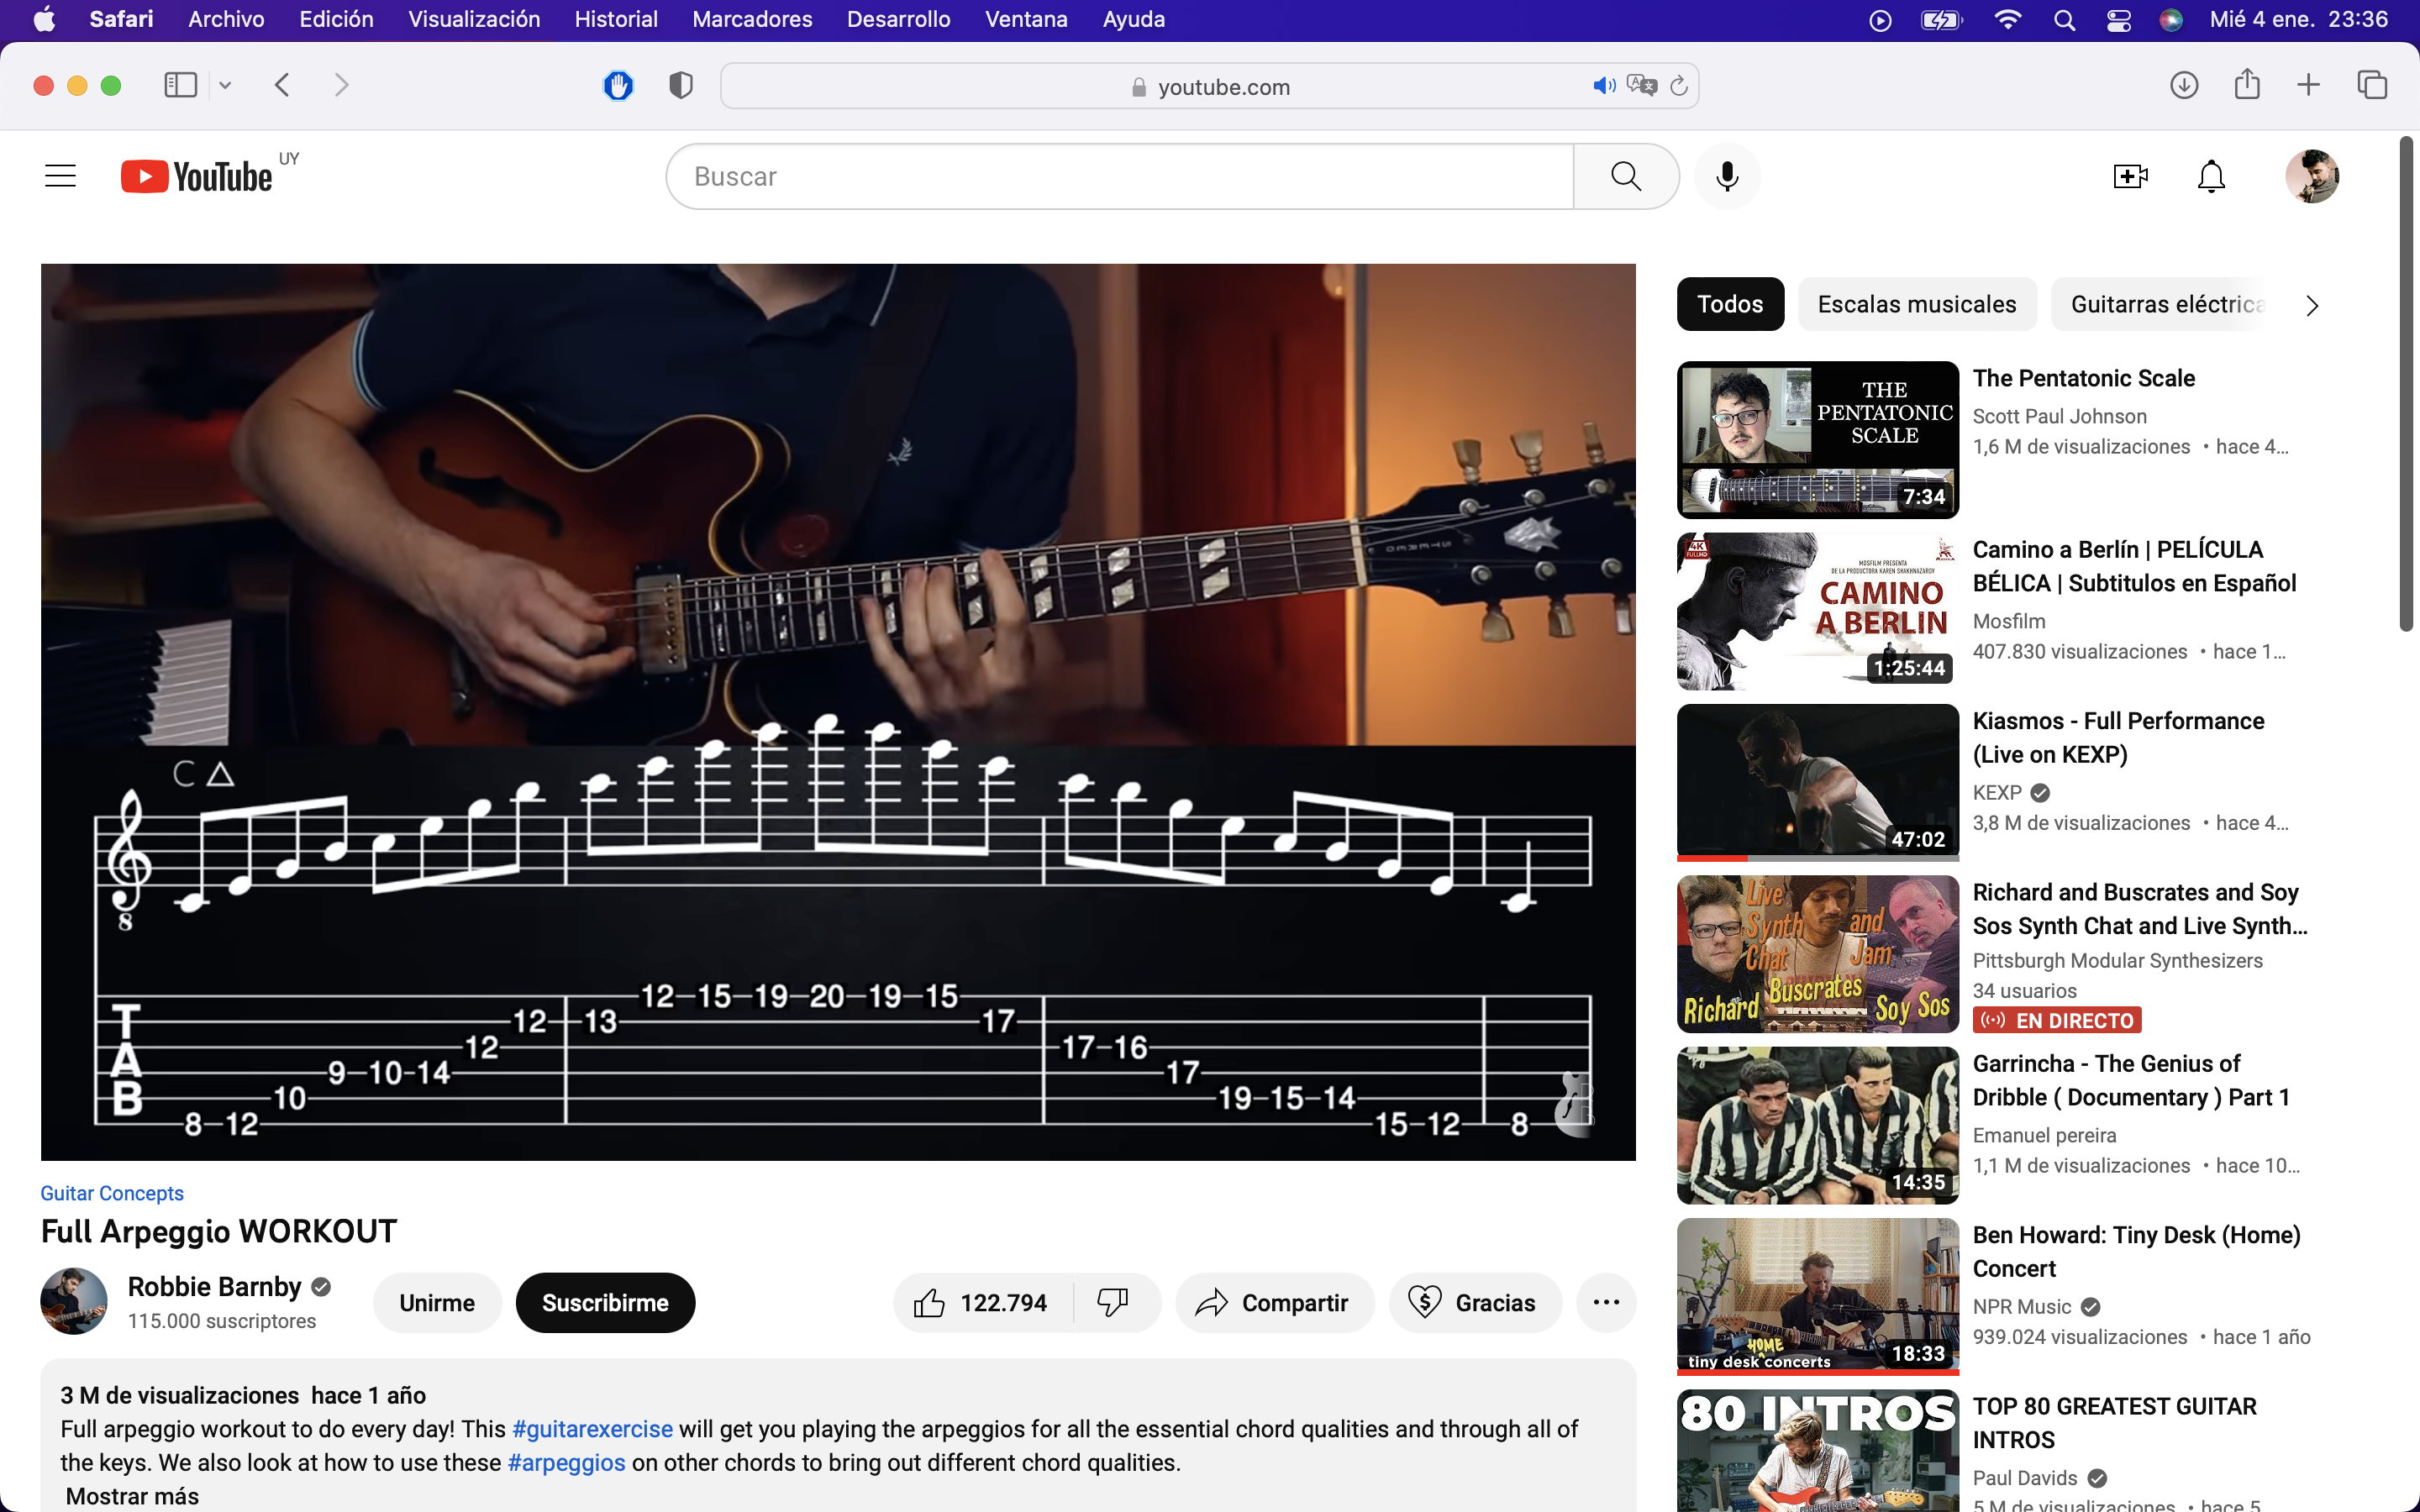 Safari Archivo Edición Visualización Historial Marcadores Desarrollo Ventana Ayuda Mié 4 ene. 23:36
youtube.com
YouTube UY
Buscar
C △
8
T
A
B
12 15 19 20 19 15
12 13 17
12 17 16
9 10 14 17
10 19 15 14
8 12 15 12 8
Guitar Concepts
Full Arpeggio WORKOUT
Robbie Barnby
115.000 suscriptores
Unirme
Suscribirme
122.794
Compartir
Gracias
3 M de visualizaciones hace 1 año
Full arpeggio workout to do every day! This #guitarexercise will get you playing the arpeggios for all the essential chord qualities and through all of
the keys. We also look at how to use these #arpeggios on other chords to bring out different chord qualities.
Mostrar más
Todos
Escalas musicales
Guitarras eléctrica
THE
PENTATONIC
SCALE
7:34
The Pentatonic Scale
Scott Paul Johnson
1,6 M de visualizaciones • hace 4...
4K
FULLHD
MOSFILM PRESENTA
DE LA PRODUCTORA KAREN SHAKHNAZAROV
CAMINO
A BERLIN
1:25:44
Camino a Berlín | PELÍCULA
BÉLICA | Subtitulos en Español
Mosfilm
407.830 visualizaciones • hace 1...
47:02
Kiasmos - Full Performance
(Live on KEXP)
KEXP
3,8 M de visualizaciones • hace 4...
Live
Synth and
Chat Jam
Richard Buscrates Soy Sos
Richard and Buscrates and Soy
Sos Synth Chat and Live Synth...
Pittsburgh Modular Synthesizers
34 usuarios
EN DIRECTO
14:35
Garrincha - The Genius of
Dribble ( Documentary ) Part 1
Emanuel pereira
1,1 M de visualizaciones • hace 10...
HOME
tiny desk concerts
18:33
Ben Howard: Tiny Desk (Home)
Concert
NPR Music
939.024 visualizaciones • hace 1 año
80 INTROS
TOP 80 GREATEST GUITAR
INTROS
Paul Davids
5 M de visualizaciones • hace 5